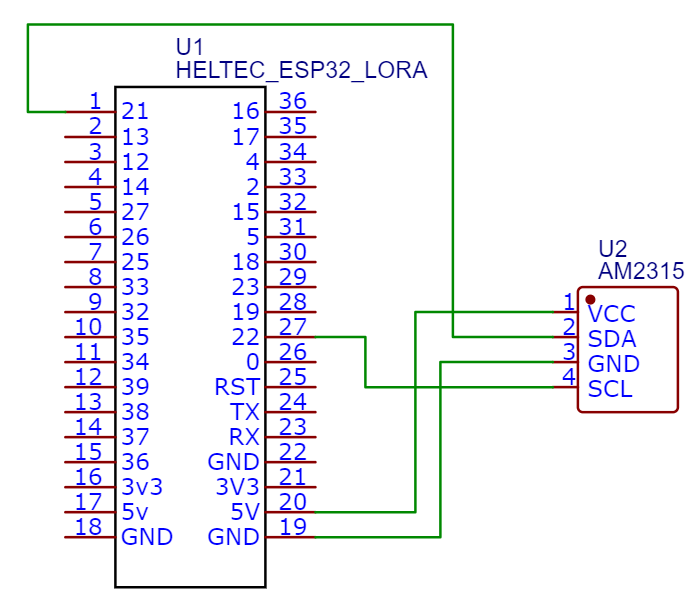 U1
HELTEC_ESP32_LORA
1 21 16 36
2 13 17 35
3 12 4 34
4 14 2 33
5 27 15 32
6 26 5 31
7 25 18 30
8 33 23 29
9 32 19 28
10 35 22 27
11 34 0 26
12 39 RST 25
13 38 TX 24
14 37 RX 23
15 36 GND 22
16 3v3 3V3 21
17 5v 5V 20
18 GND GND 19
U2
AM2315
1 VCC
2 SDA
3 GND
4 SCL